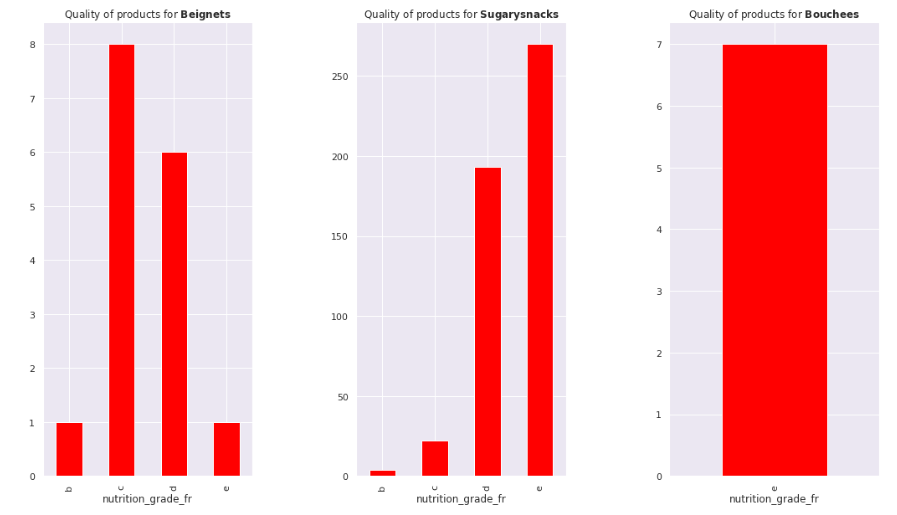 Quality of products for Beignets
8
7
6
5
4
3
2
1
0
b
c
d
e
nutrition_grade_fr
Quality of products for Sugarysnacks
250
200
150
100
50
0
b
c
d
e
nutrition_grade_fr
Quality of products for Bouchees
7
6
5
4
3
2
1
0
e
nutrition_grade_fr